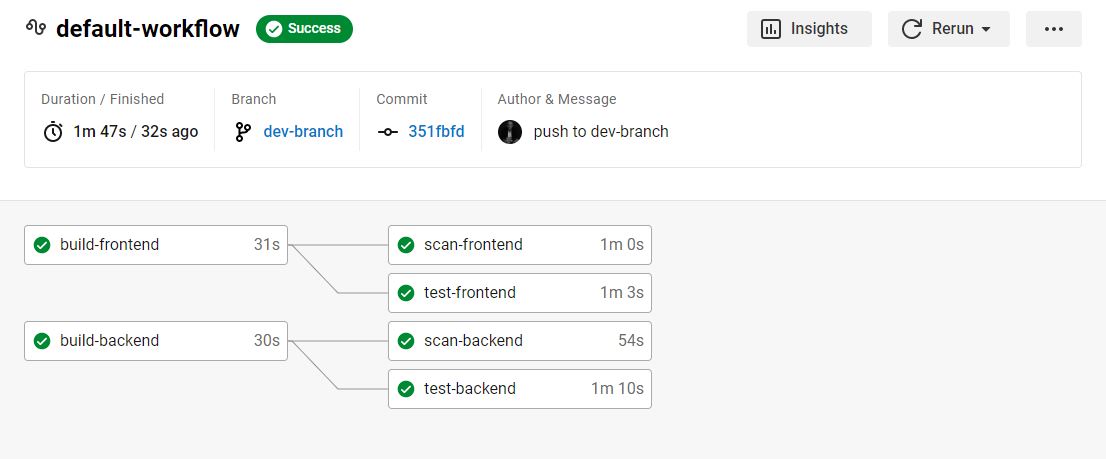 default-workflow Success Insights Rerun
Duration / Finished Branch Commit Author & Message
1m 47s / 32s ago dev-branch 351fbfd push to dev-branch
build-frontend 31s scan-frontend 1m 0s
test-frontend 1m 3s
build-backend 30s scan-backend 54s
test-backend 1m 10s